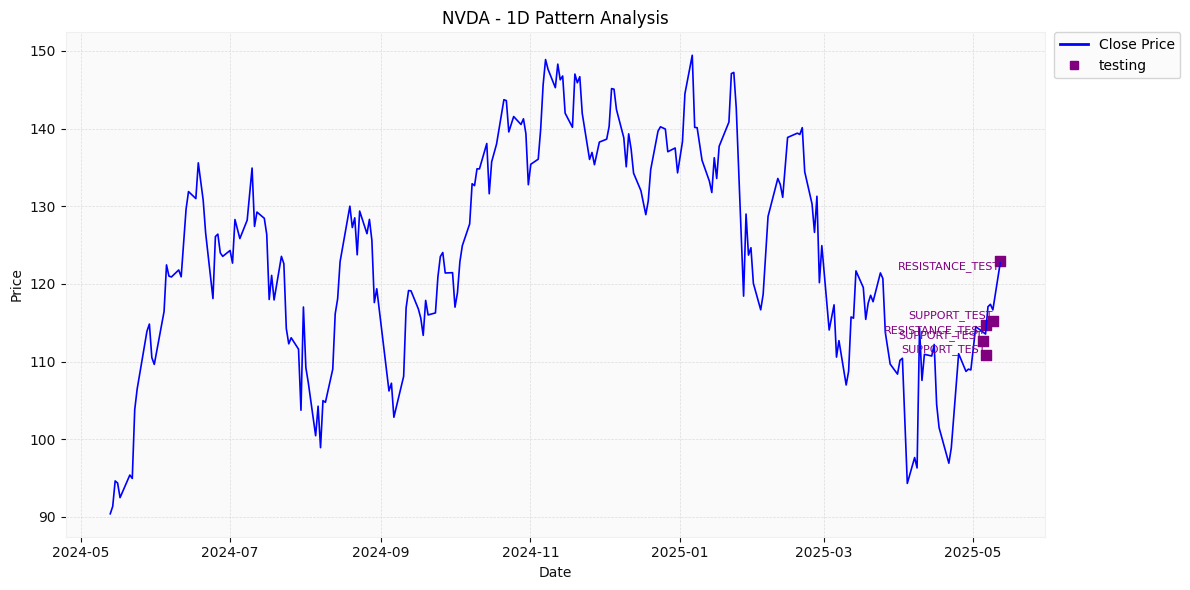 NVDA - 1D Pattern Analysis
Close Price
testing
Price
150
140
130
120
110
100
90
RESISTANCE_TEST
SUPPORT_TEST
RESISTANCE_TEST
SUPPORT_TEST
SUPPORT_TEST
2024-05
2024-07
2024-09
2024-11
2025-01
2025-03
2025-05
Date